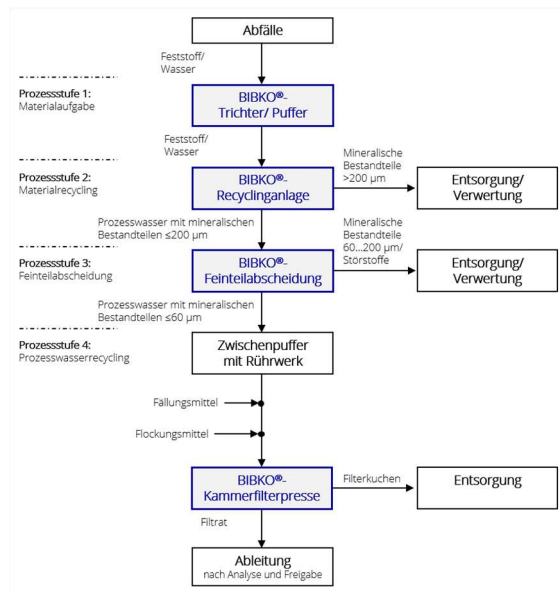 Abfälle
Feststoff/
Wasser
Prozessstufe 1:
Materialaufgabe
BIBKO®-
Trichter/ Puffer
Feststoff/
Wasser
Prozessstufe 2:
Materialrecycling
BIBKO®-
Recyclinganlage
Mineralische
Bestandteile
>200 µm
Entsorgung/
Verwertung
Prozesswasser mit mineralischen
Bestandteilen ≤200 µm
Prozessstufe 3:
Feinteilabscheidung
BIBKO®-
Feinteilabscheidung
Mineralische
Bestandteile
60...200 µm/
Störstoffe
Entsorgung/
Verwertung
Prozesswasser mit mineralischen
Bestandteilen ≤60 µm
Prozessstufe 4:
Prozesswasserrecycling
Zwischenpuffer
mit Rührwerk
Fällungsmittel
Flockungsmittel
BIBKO®-
Kammerfilterpresse
Filterkuchen
Entsorgung
Filtrat
Ableitung
nach Analyse und Freigabe